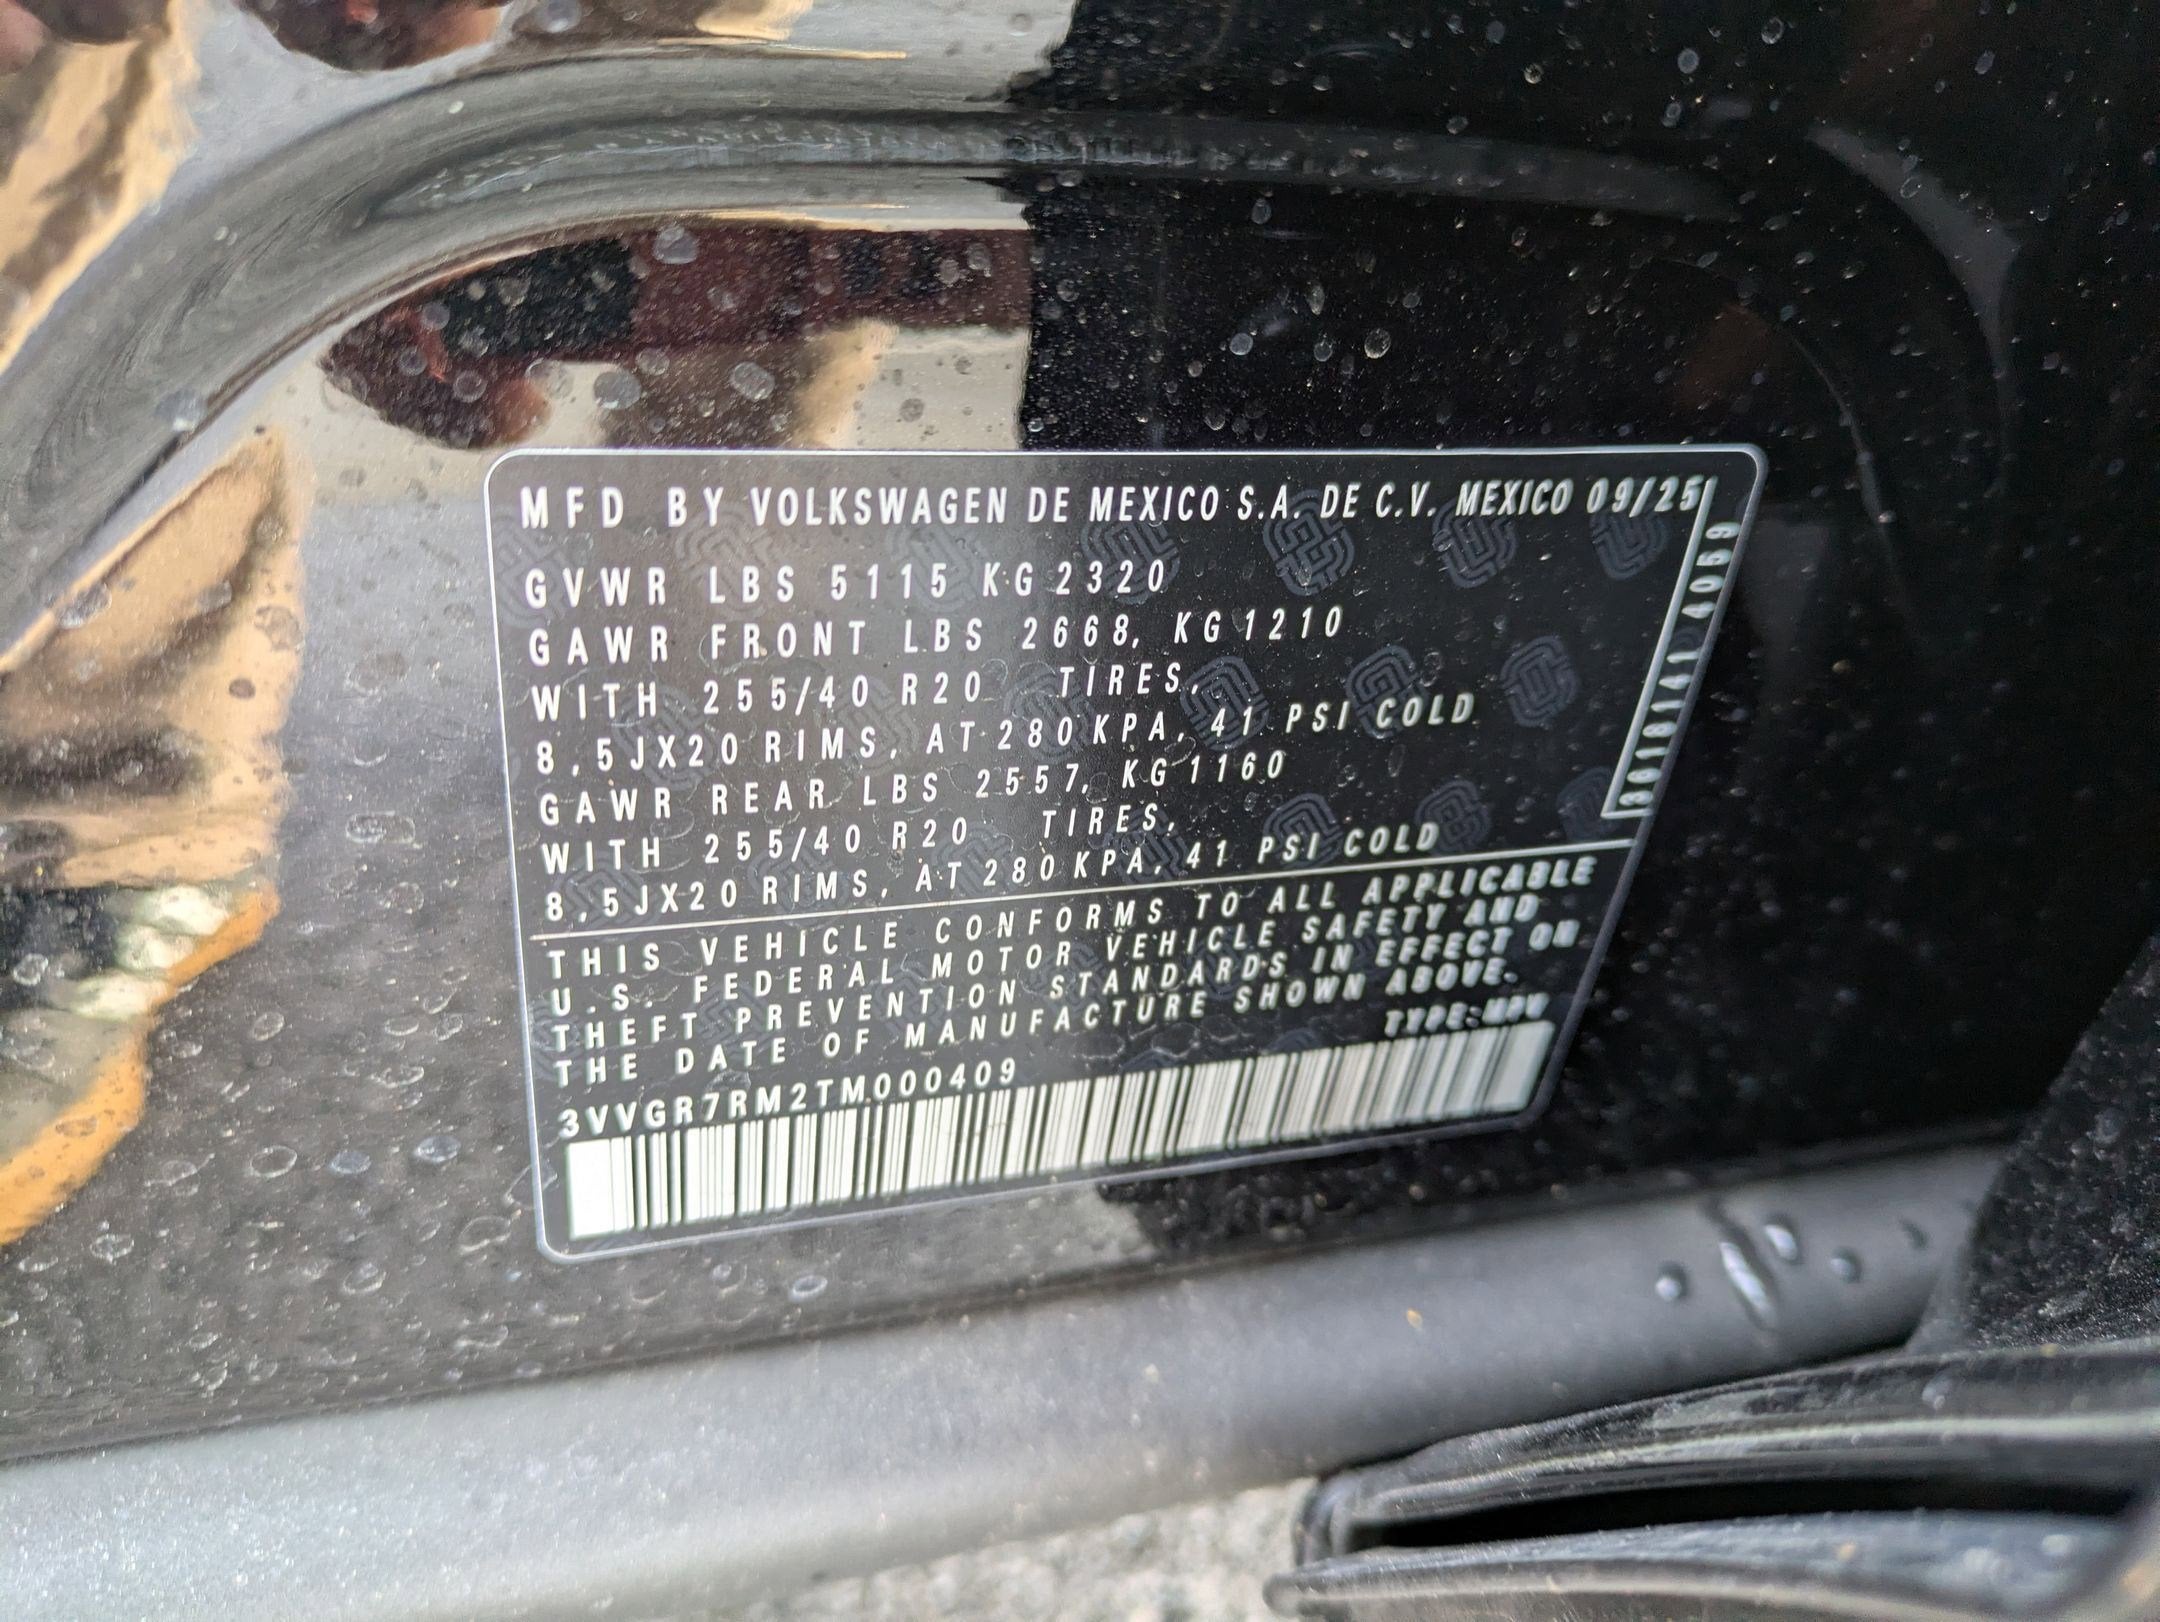 MFD BY VOLKSWAGEN DE MEXICO S.A. DE C.V. MEXICO 09/25
GVWR LBS 5115 KG 2320
GAWR FRONT LBS 2668, KG 1210
WITH 255/40 R20 TIRES,
8,5JX20 RIMS, AT 280 KPA, 41 PSI COLD
GAWR REAR LBS 2557, KG 1160
WITH 255/40 R20 TIRES,
8,5JX20 RIMS, AT 280 KPA, 41 PSI COLD
3618141 4059
THIS VEHICLE CONFORMS TO ALL APPLICABLE
U.S. FEDERAL MOTOR VEHICLE SAFETY AND
THEFT PREVENTION STANDARDS IN EFFECT ON
THE DATE OF MANUFACTURE SHOWN ABOVE.
TYPE:MPV
3VVGR7RM2TM000409